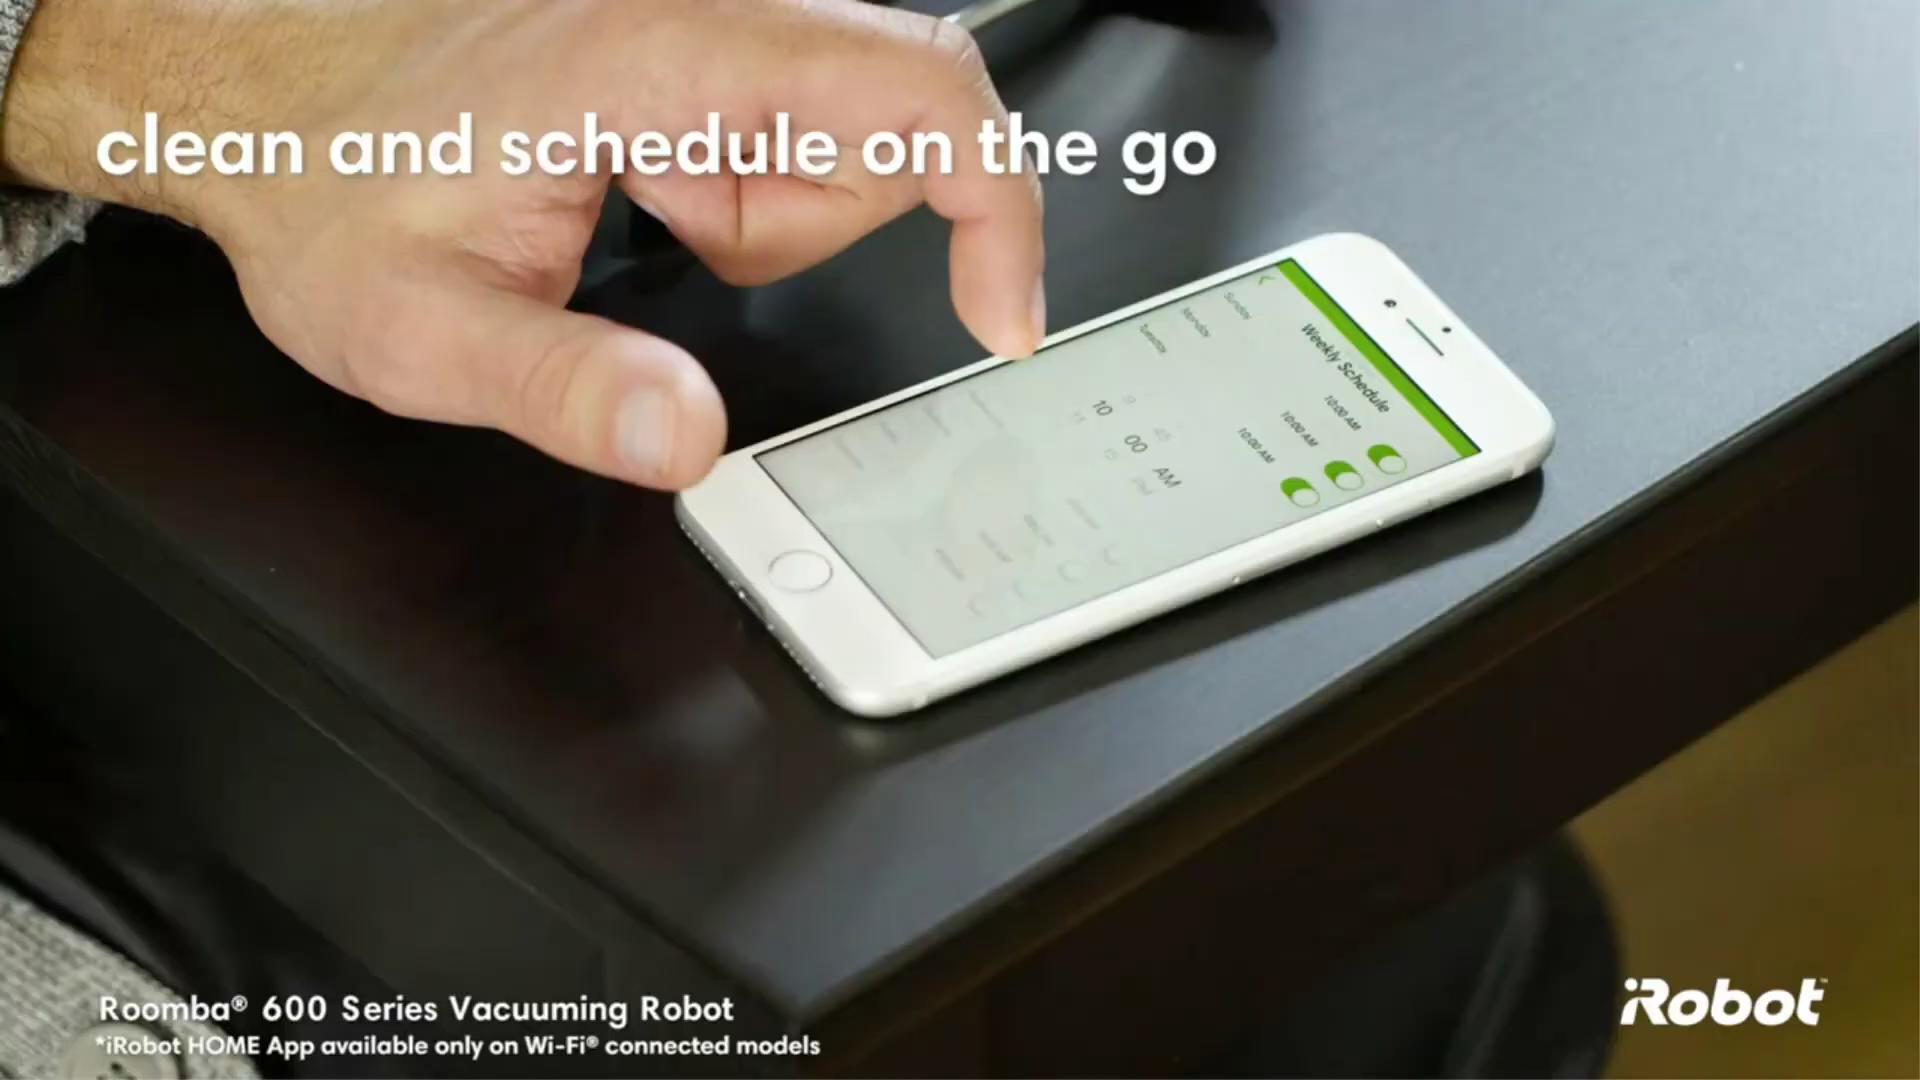 clean and schedule on the go
Weekly Schedule
Sunday
10:00 AM
Monday
10:00 AM
Tuesday
10:00 AM
10 00 AM
Roomba® 600 Series Vacuuming Robot
*iRobot HOME App available only on Wi-Fi® connected models
iRobot™